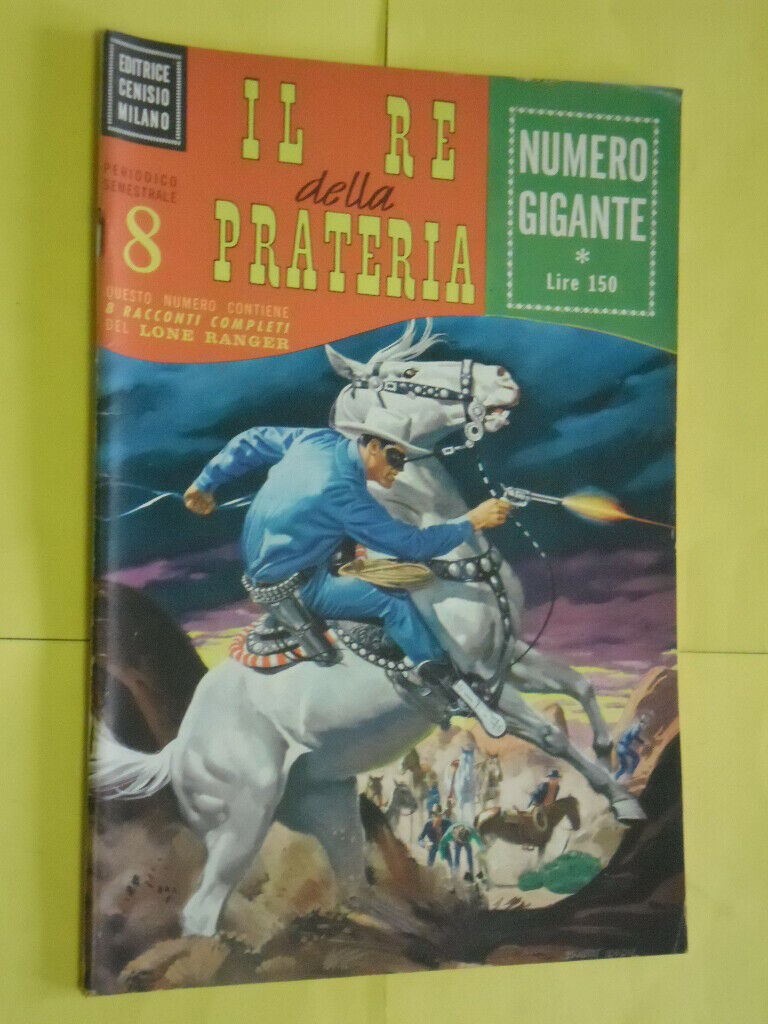 EDITRICE
CENISIO
MILANO
IL RE
della
PRATERIA
PERIODICO
SEMESTRALE
8
QUESTO NUMERO CONTIENE
8 RACCONTI COMPLETI
DEL LONE RANGER
NUMERO
GIGANTE
*
Lire 150